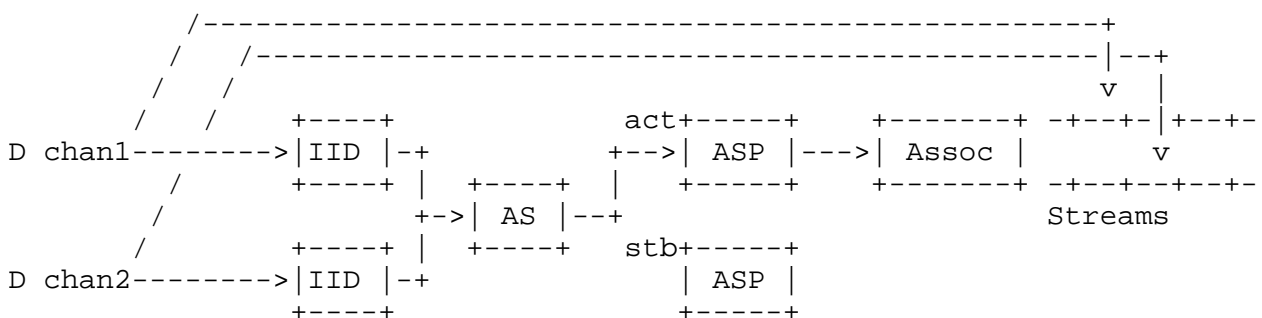 /---------------------------------------------------+
/ /------------------------------------------------|--+
/ / v |
/ / +----+ act+-----+ +-------+ -+--+-|+--+-
D chan1-------->|IID |-+ +-->| ASP |--->| Assoc | v
/ +----+ | +----+ | +-----+ +-------+ -+--+--+--+-
/ +->| AS |--+ Streams
/ +----+ | +----+ stb+-----+
D chan2-------->|IID |-+ | ASP |
+----+ +-----+